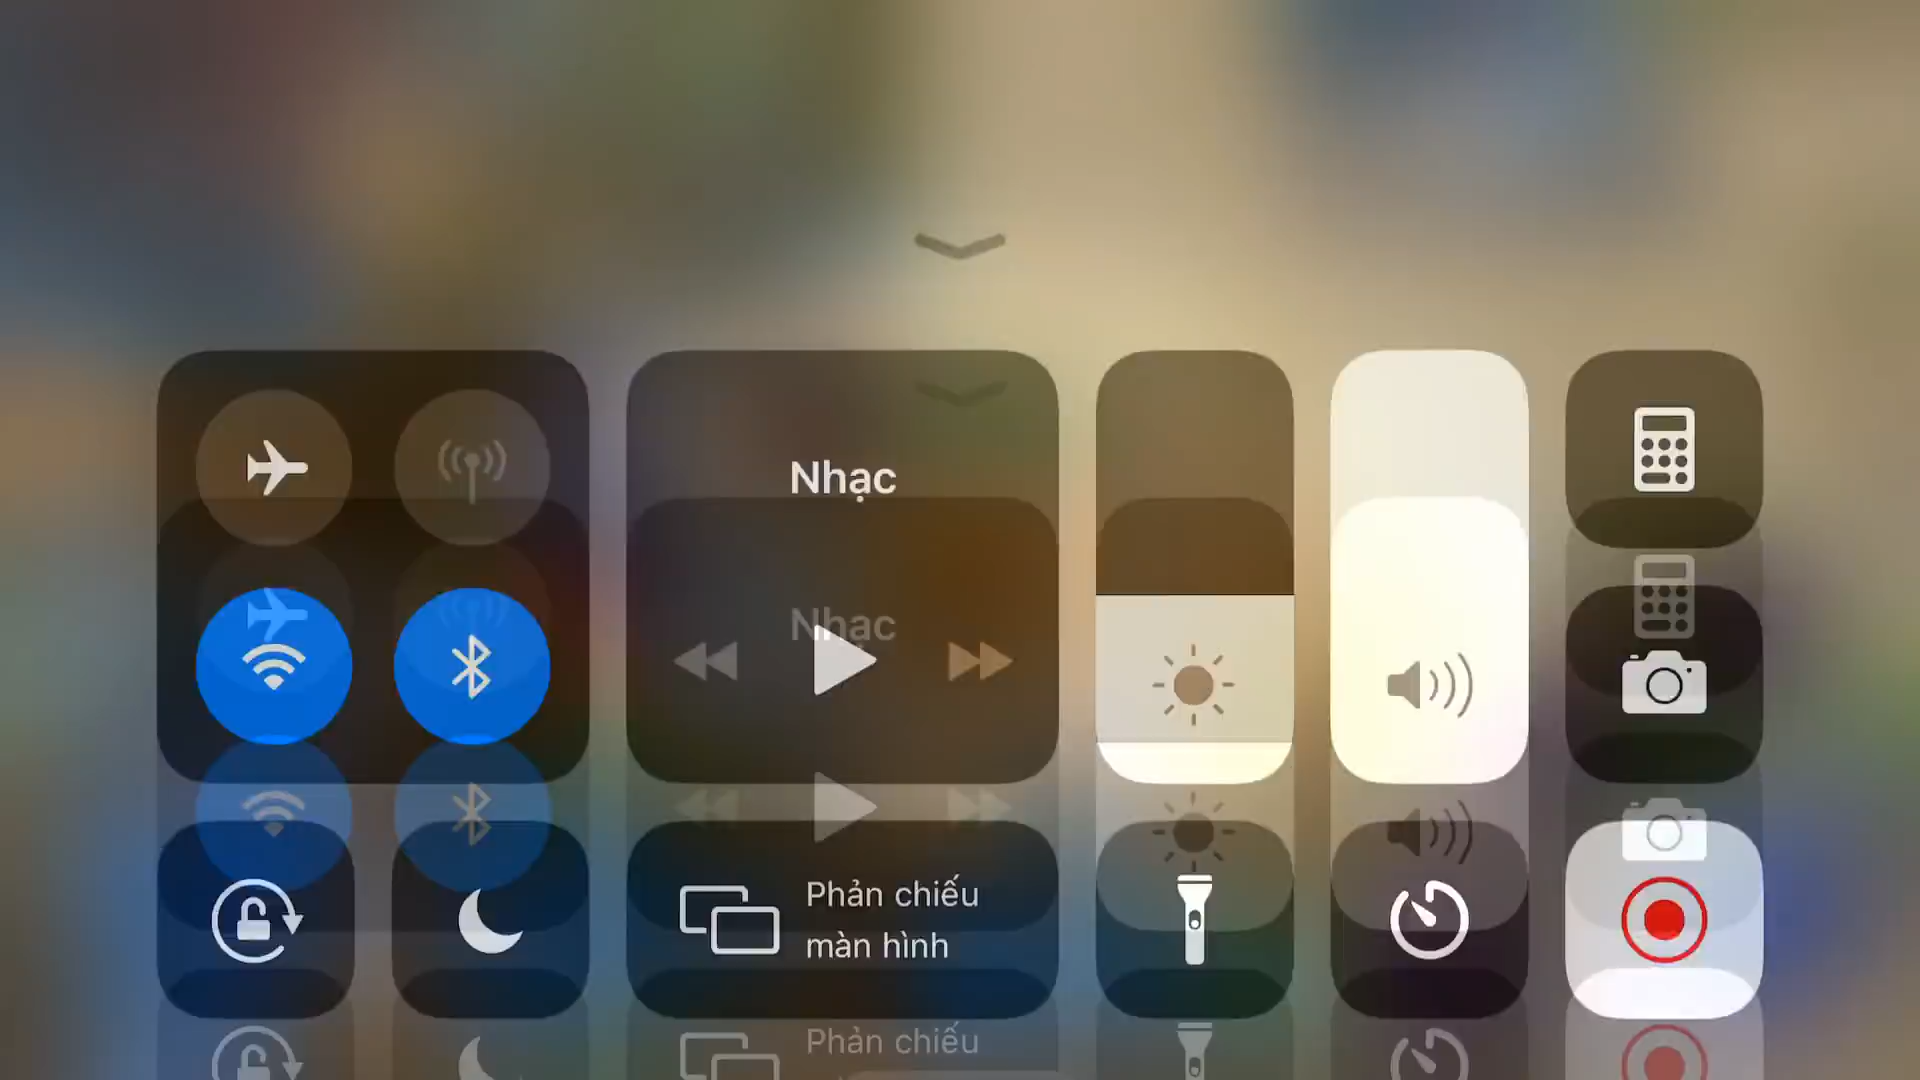 Nhạc
Nhạc
Phản chiếu
màn hình
Phản chiếu